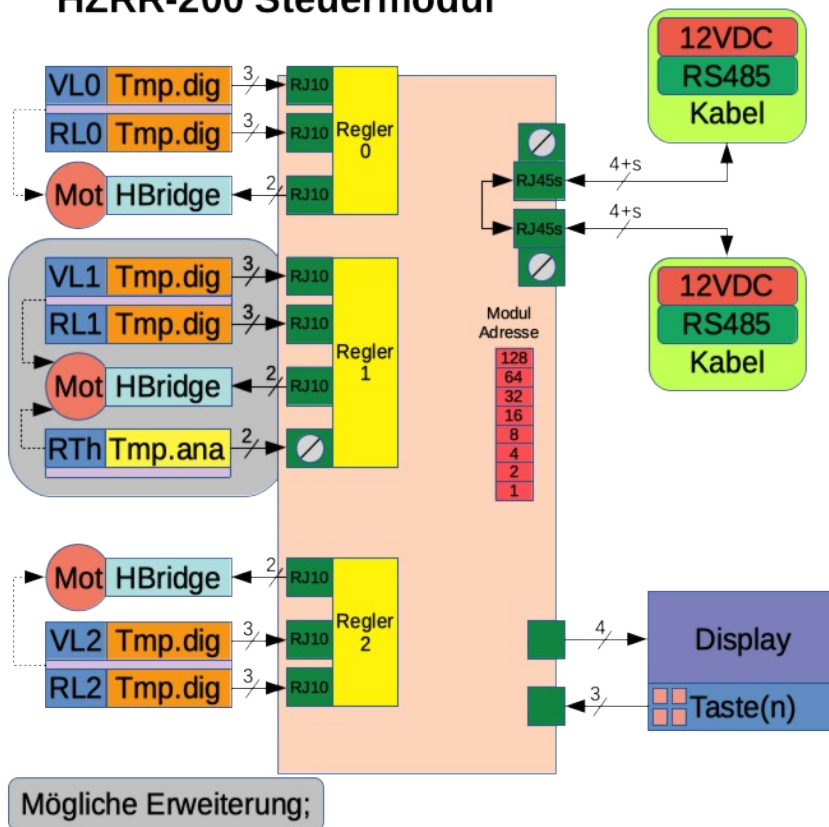 HZRR-200 Steuermodul
12VDC
RS485
Kabel
VL0 Tmp.dig 3 RJ10
RL0 Tmp.dig 3 RJ10
Regler
0
Mot HBridge 2 RJ10
RJ45s 4+s
RJ45s 4+s
12VDC
RS485
Kabel
VL1 Tmp.dig 3 RJ10
RL1 Tmp.dig 3 RJ10
Regler
1
Mot HBridge 2 RJ10
RTh Tmp.ana 2
Modul
Adresse
128
64
32
16
8
4
2
1
Mot HBridge 2 RJ10
Regler
2
VL2 Tmp.dig 3 RJ10
RL2 Tmp.dig 3 RJ10
4 Display
3 Taste(n)
Mögliche Erweiterung;